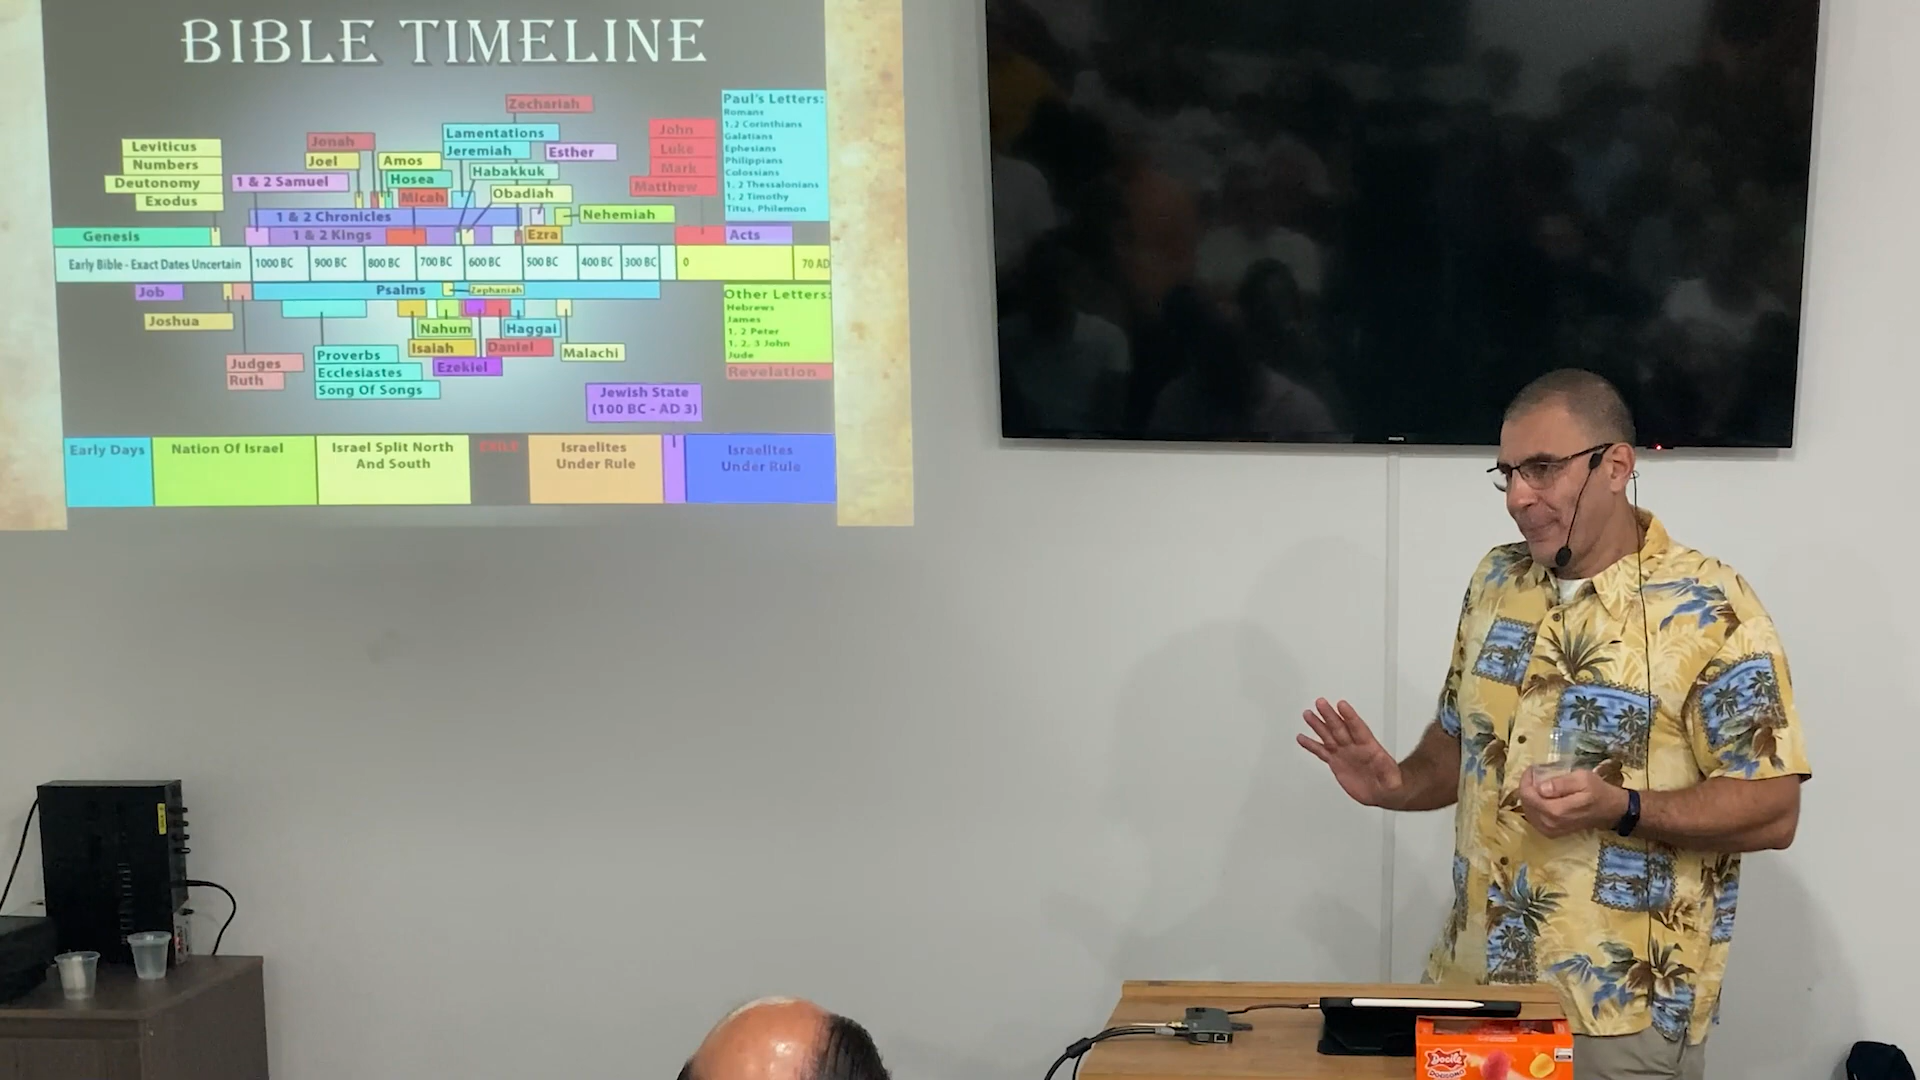 BIBLE TIMELINE
Zechariah
Paul's Letters:
Romans
1,2 Corinthians
Galatians
Ephesians
Philippians
Colossians
1, 2 Thessalonians
1, 2 Timothy
Titus, Philemon
Leviticus
Numbers
Deutonomy
Exodus
Jonah
Joel
1 & 2 Samuel
Amos
Hosea
Micah
Lamentations
Jeremiah
Esther
Habakkuk
Obadiah
John
Luke
Mark
Matthew
1 & 2 Chronicles
Nehemiah
Genesis
1 & 2 Kings
Ezra
Acts
Early Bible - Exact Dates Uncertain
1000 BC
900 BC
800 BC
700 BC
600 BC
500 BC
400 BC
300 BC
0
70 AD
Job
Psalms
Zephaniah
Joshua
Nahum
Haggai
Isaiah
Daniel
Malachi
Ezekiel
Judges
Ruth
Proverbs
Ecclesiastes
Song Of Songs
Other Letters:
Hebrews
James
1, 2 Peter
1, 2, 3 John
Jude
Revelation
Jewish State
(100 BC - AD 3)
Early Days
Nation Of Israel
Israel Split North
And South
EXILE
Israelites
Under Rule
Israelites
Under Rule
PHILIPS
Docile